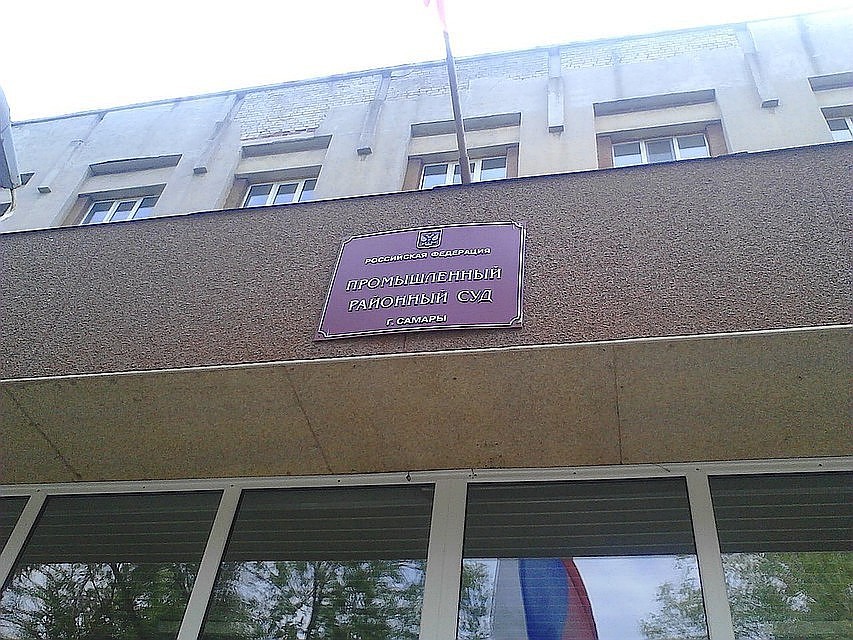 РОССИЙСКАЯ ФЕДЕРАЦИЯ
ПРОМЫШЛЕННЫЙ
РАЙОННЫЙ СУД
Г. САМАРЫ